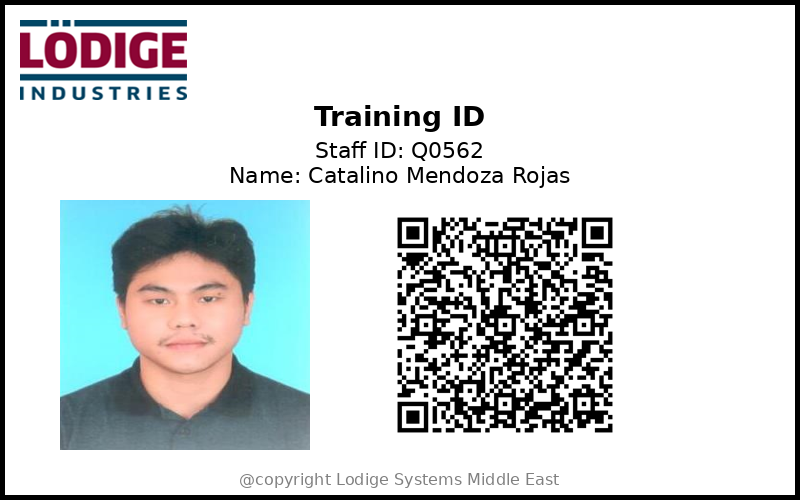 LÖDIGE
INDUSTRIES
Training ID
Staff ID: Q0562
Name: Catalino Mendoza Rojas
@copyright Lodige Systems Middle East